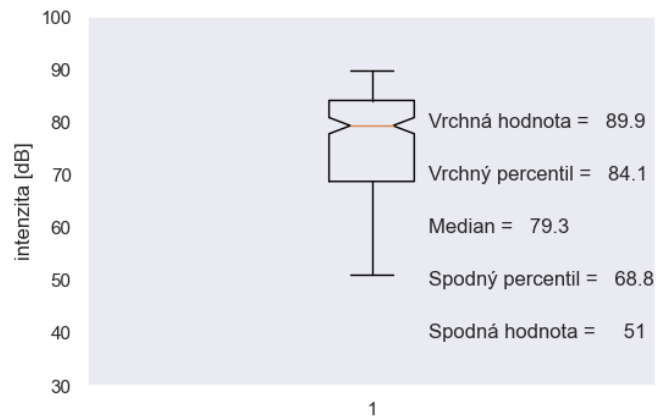 100
90
80
70
60
50
40
30
intenzita [dB]
Vrchná hodnota = 89.9
Vrchný percentil = 84.1
Median = 79.3
Spodný percentil = 68.8
Spodná hodnota = 51
1